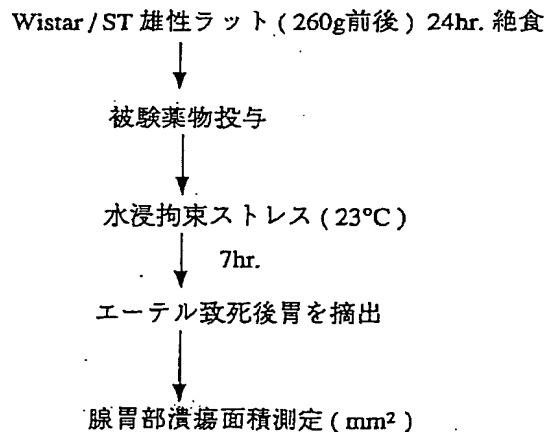 Wistar / ST 雄性ラット ( 260g前後 ) 24hr. 絶食
被験薬物投与
水浸拘束ストレス ( 23°C )
7hr.
エーテル致死後胃を摘出
腺胃部潰瘍面積測定 ( mm² )